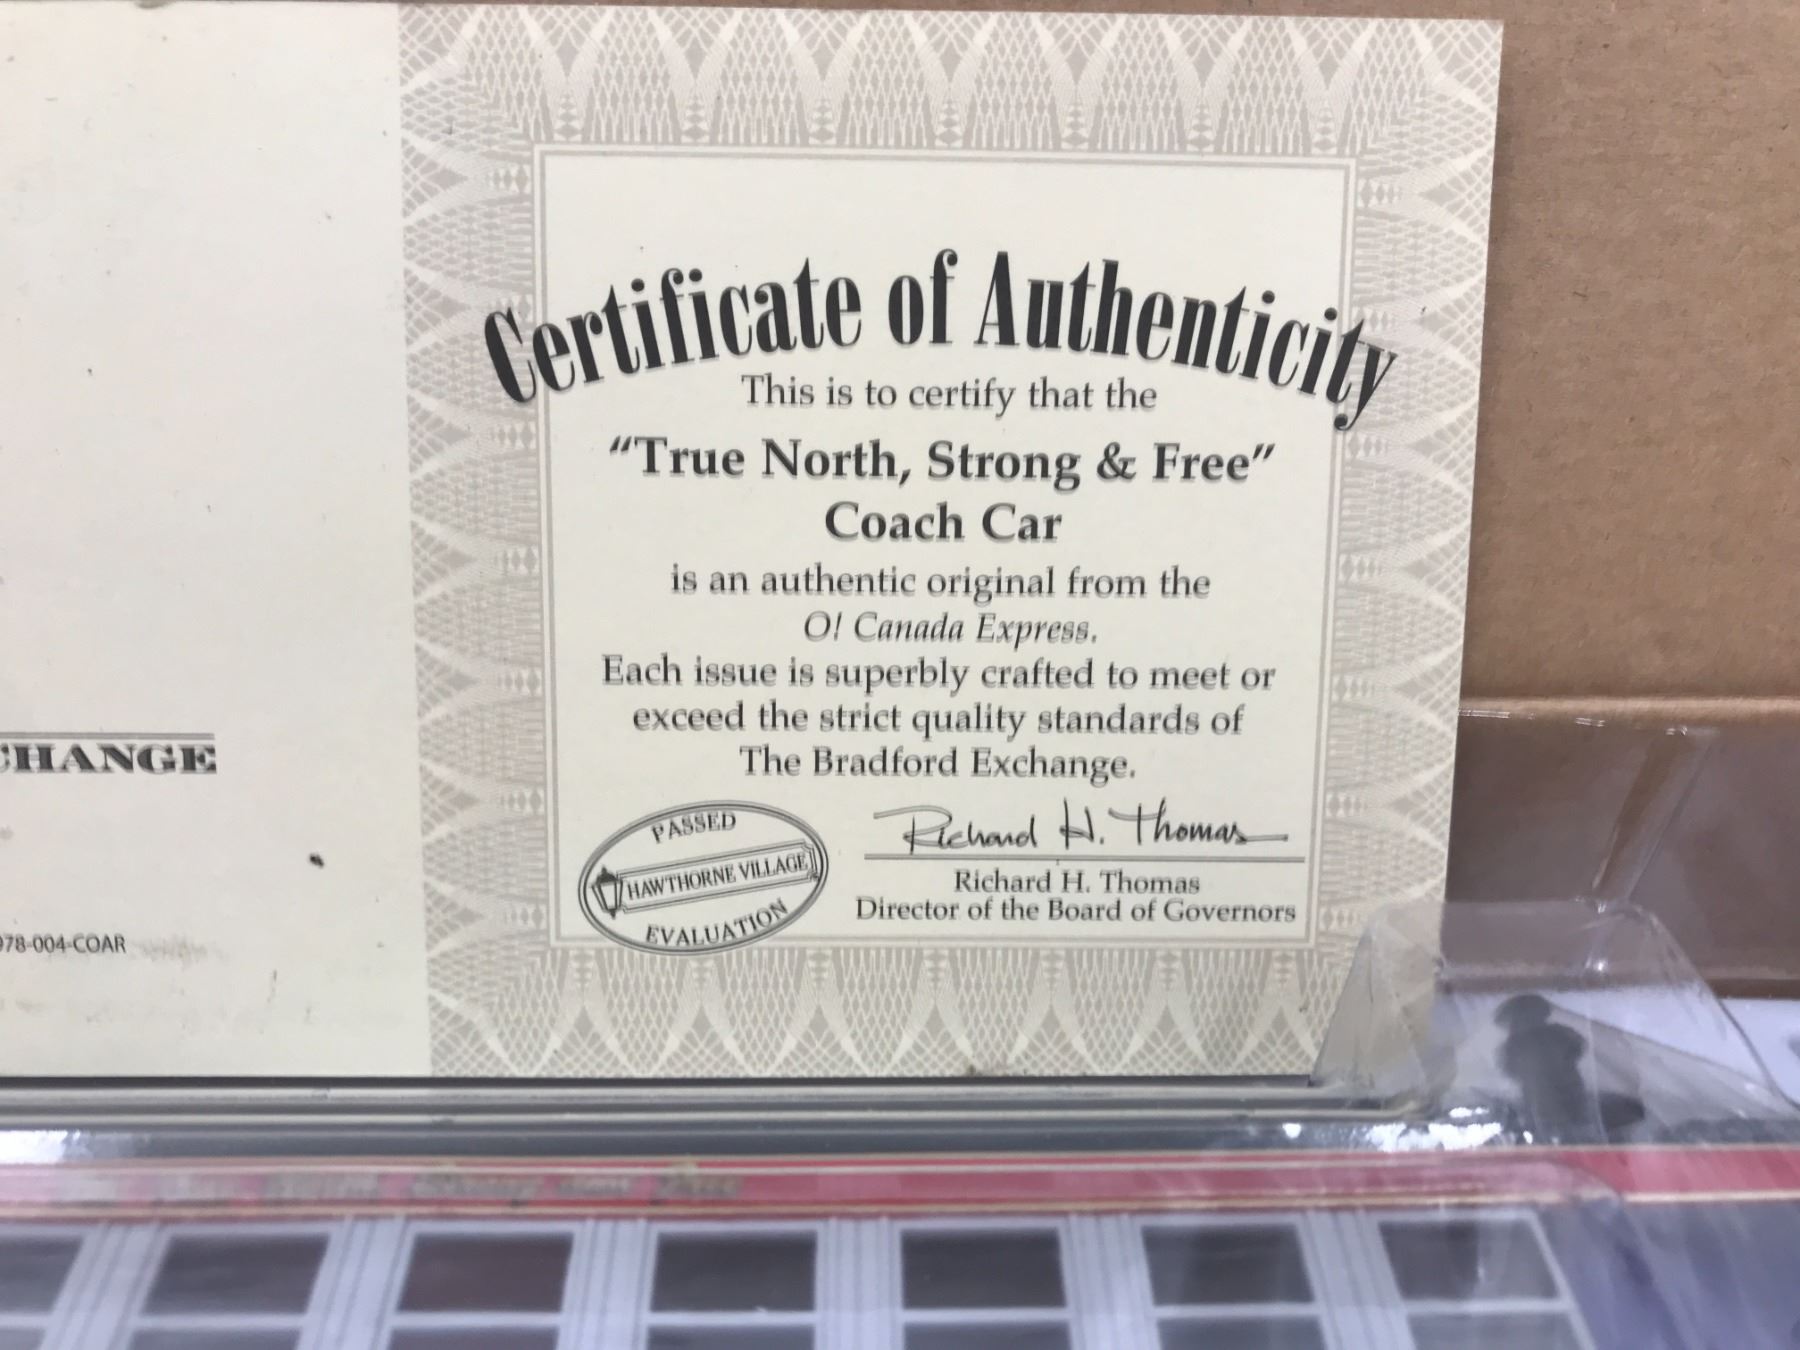 Certificate of Authenticity
This is to certify that the
“True North, Strong & Free”
Coach Car
is an authentic original from the
O! Canada Express.
Each issue is superbly crafted to meet or
exceed the strict quality standards of
The Bradford Exchange.
PASSED
HAWTHORNE VILLAGE
EVALUATION
Richard H. Thomas
Richard H. Thomas
Director of the Board of Governors
CHANGE
978-004-COAR